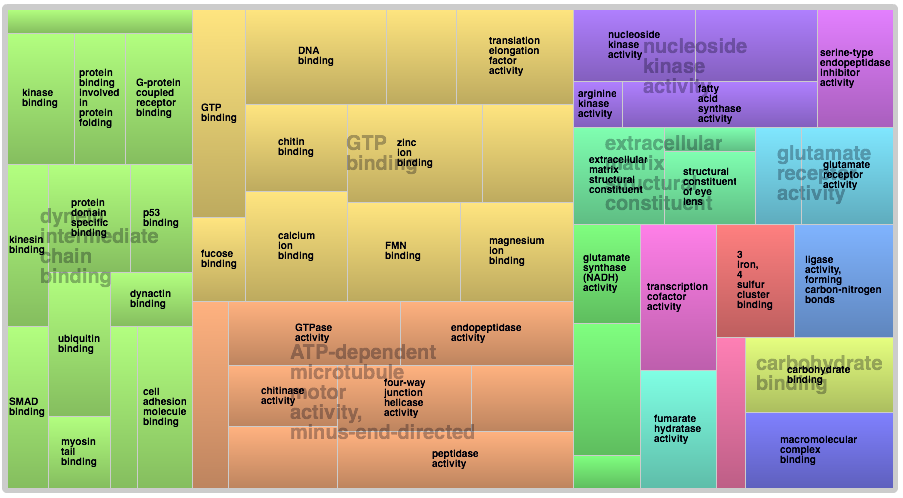 kinase
binding
protein
binding
involved
in
protein
folding
G-protein
coupled
receptor
binding
kinesin
binding
protein
domain
specific
binding
p53
binding
dynein
intermediate
chain
binding
dynactin
binding
ubiquitin
binding
SMAD
binding
myosin
tail
binding
cell
adhesion
molecule
binding
GTP
binding
fucose
binding
DNA
binding
translation
elongation
factor
activity
chitin
binding
zinc
ion
binding
GTP
binding
calcium
ion
binding
FMN
binding
magnesium
ion
binding
GTPase
activity
endopeptidase
activity
chitinase
activity
four-way
junction
helicase
activity
peptidase
activity
ATP-dependent
microtubule
motor
activity,
minus-end-directed
nucleoside
kinase
activity
nucleoside
kinase
activity
arginine
kinase
activity
fatty
acid
synthase
activity
serine-type
endopeptidase
inhibitor
activity
extracellular
matrix
structural
constituent
extracellular
matrix
structural
constituent
structural
constituent
of eye
lens
glutamate
receptor
activity
glutamate
receptor
activity
glutamate
synthase
(NADH)
activity
transcription
cofactor
activity
3
iron,
4
sulfur
cluster
binding
ligase
activity,
forming
carbon-nitrogen
bonds
fumarate
hydratase
activity
carbohydrate
binding
carbohydrate
binding
macromolecular
complex
binding